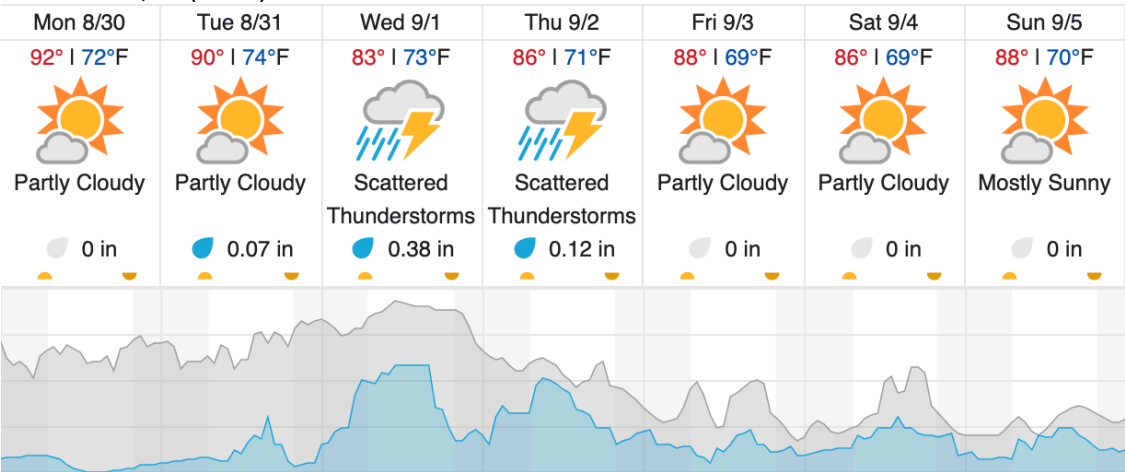 Mon 8/30 Tue 8/31 Wed 9/1 Thu 9/2 Fri 9/3 Sat 9/4 Sun 9/5
92° | 72°F 90° | 74°F 83° | 73°F 86° | 71°F 88° | 69°F 86° | 69°F 88° | 70°F
Partly Cloudy Partly Cloudy Scattered Scattered Partly Cloudy Partly Cloudy Mostly Sunny
Thunderstorms Thunderstorms
0 in 0.07 in 0.38 in 0.12 in 0 in 0 in 0 in